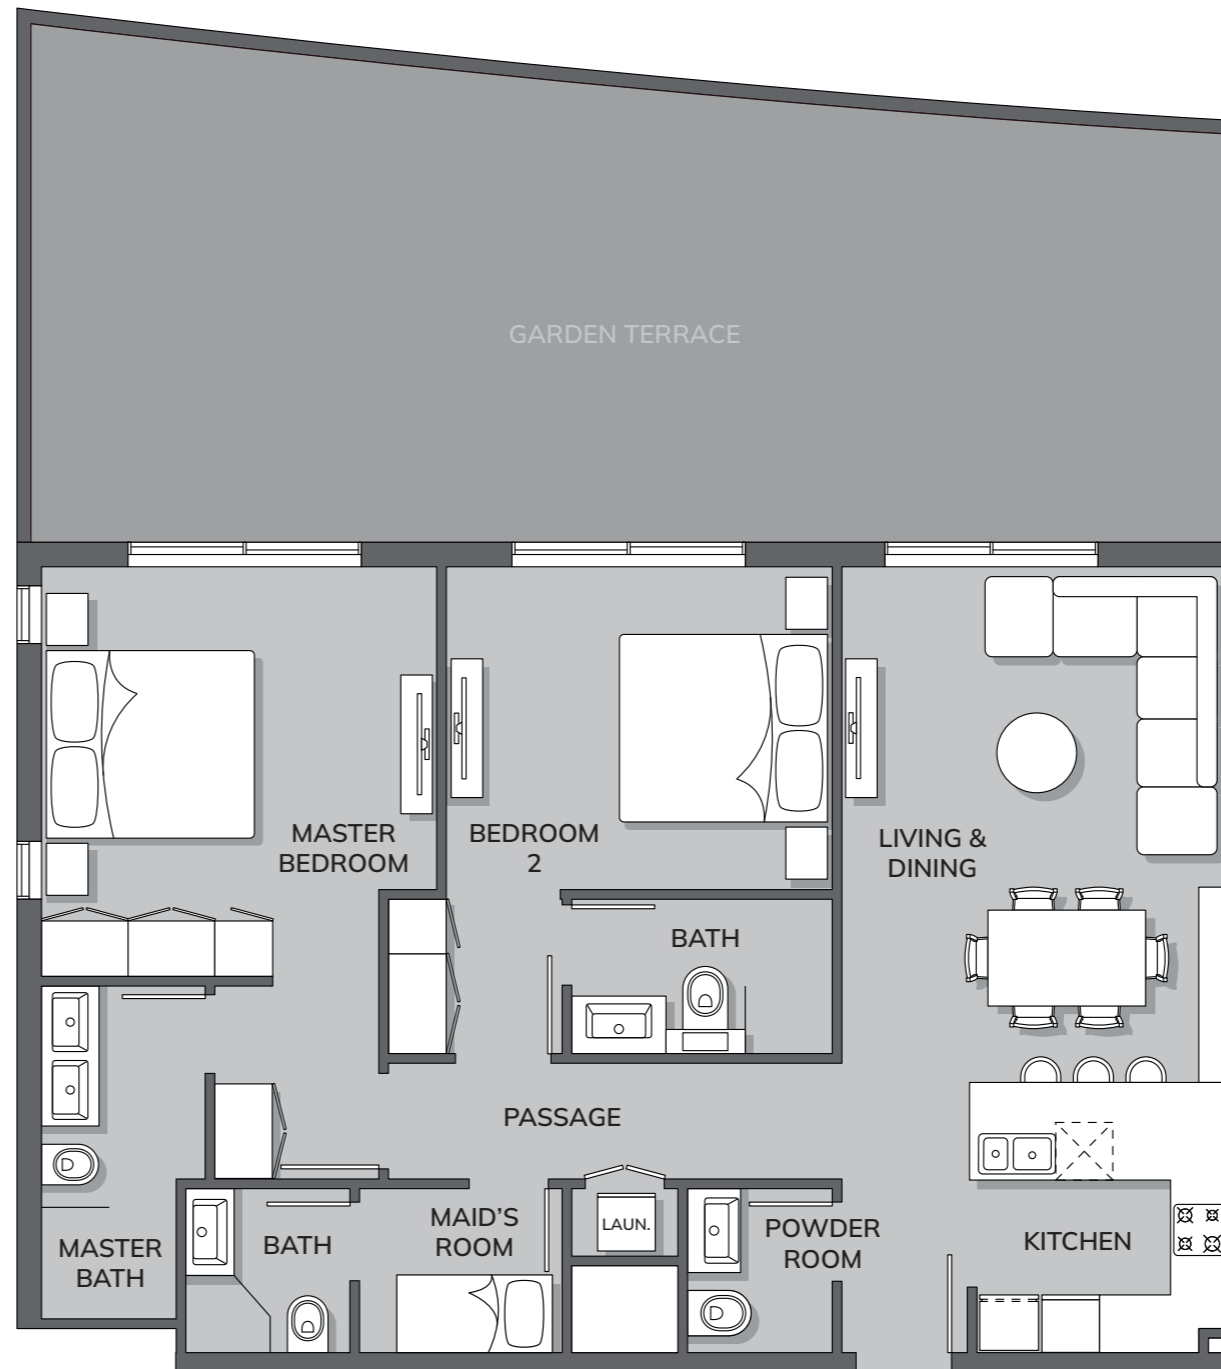 GARDEN TERRACE
MASTER
BEDROOM
BEDROOM
2
LIVING &
DINING
BATH
PASSAGE
MASTER
BATH
BATH
MAID'S
ROOM
LAUN.
POWDER
ROOM
KITCHEN